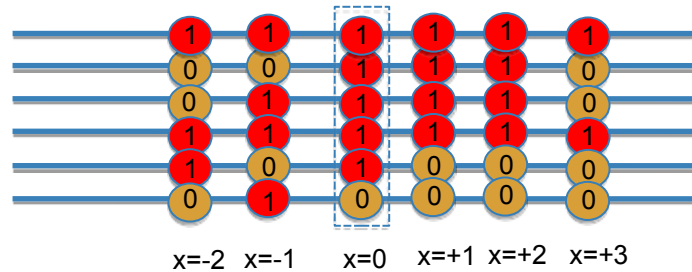 1 1 1 1 1 1
0 0 1 1 1 0
0 1 1 1 1 0
1 1 1 1 1 1
1 0 1 0 0 0
0 1 0 0 0 0
x=-2 x=-1 x=0 x=+1 x=+2 x=+3